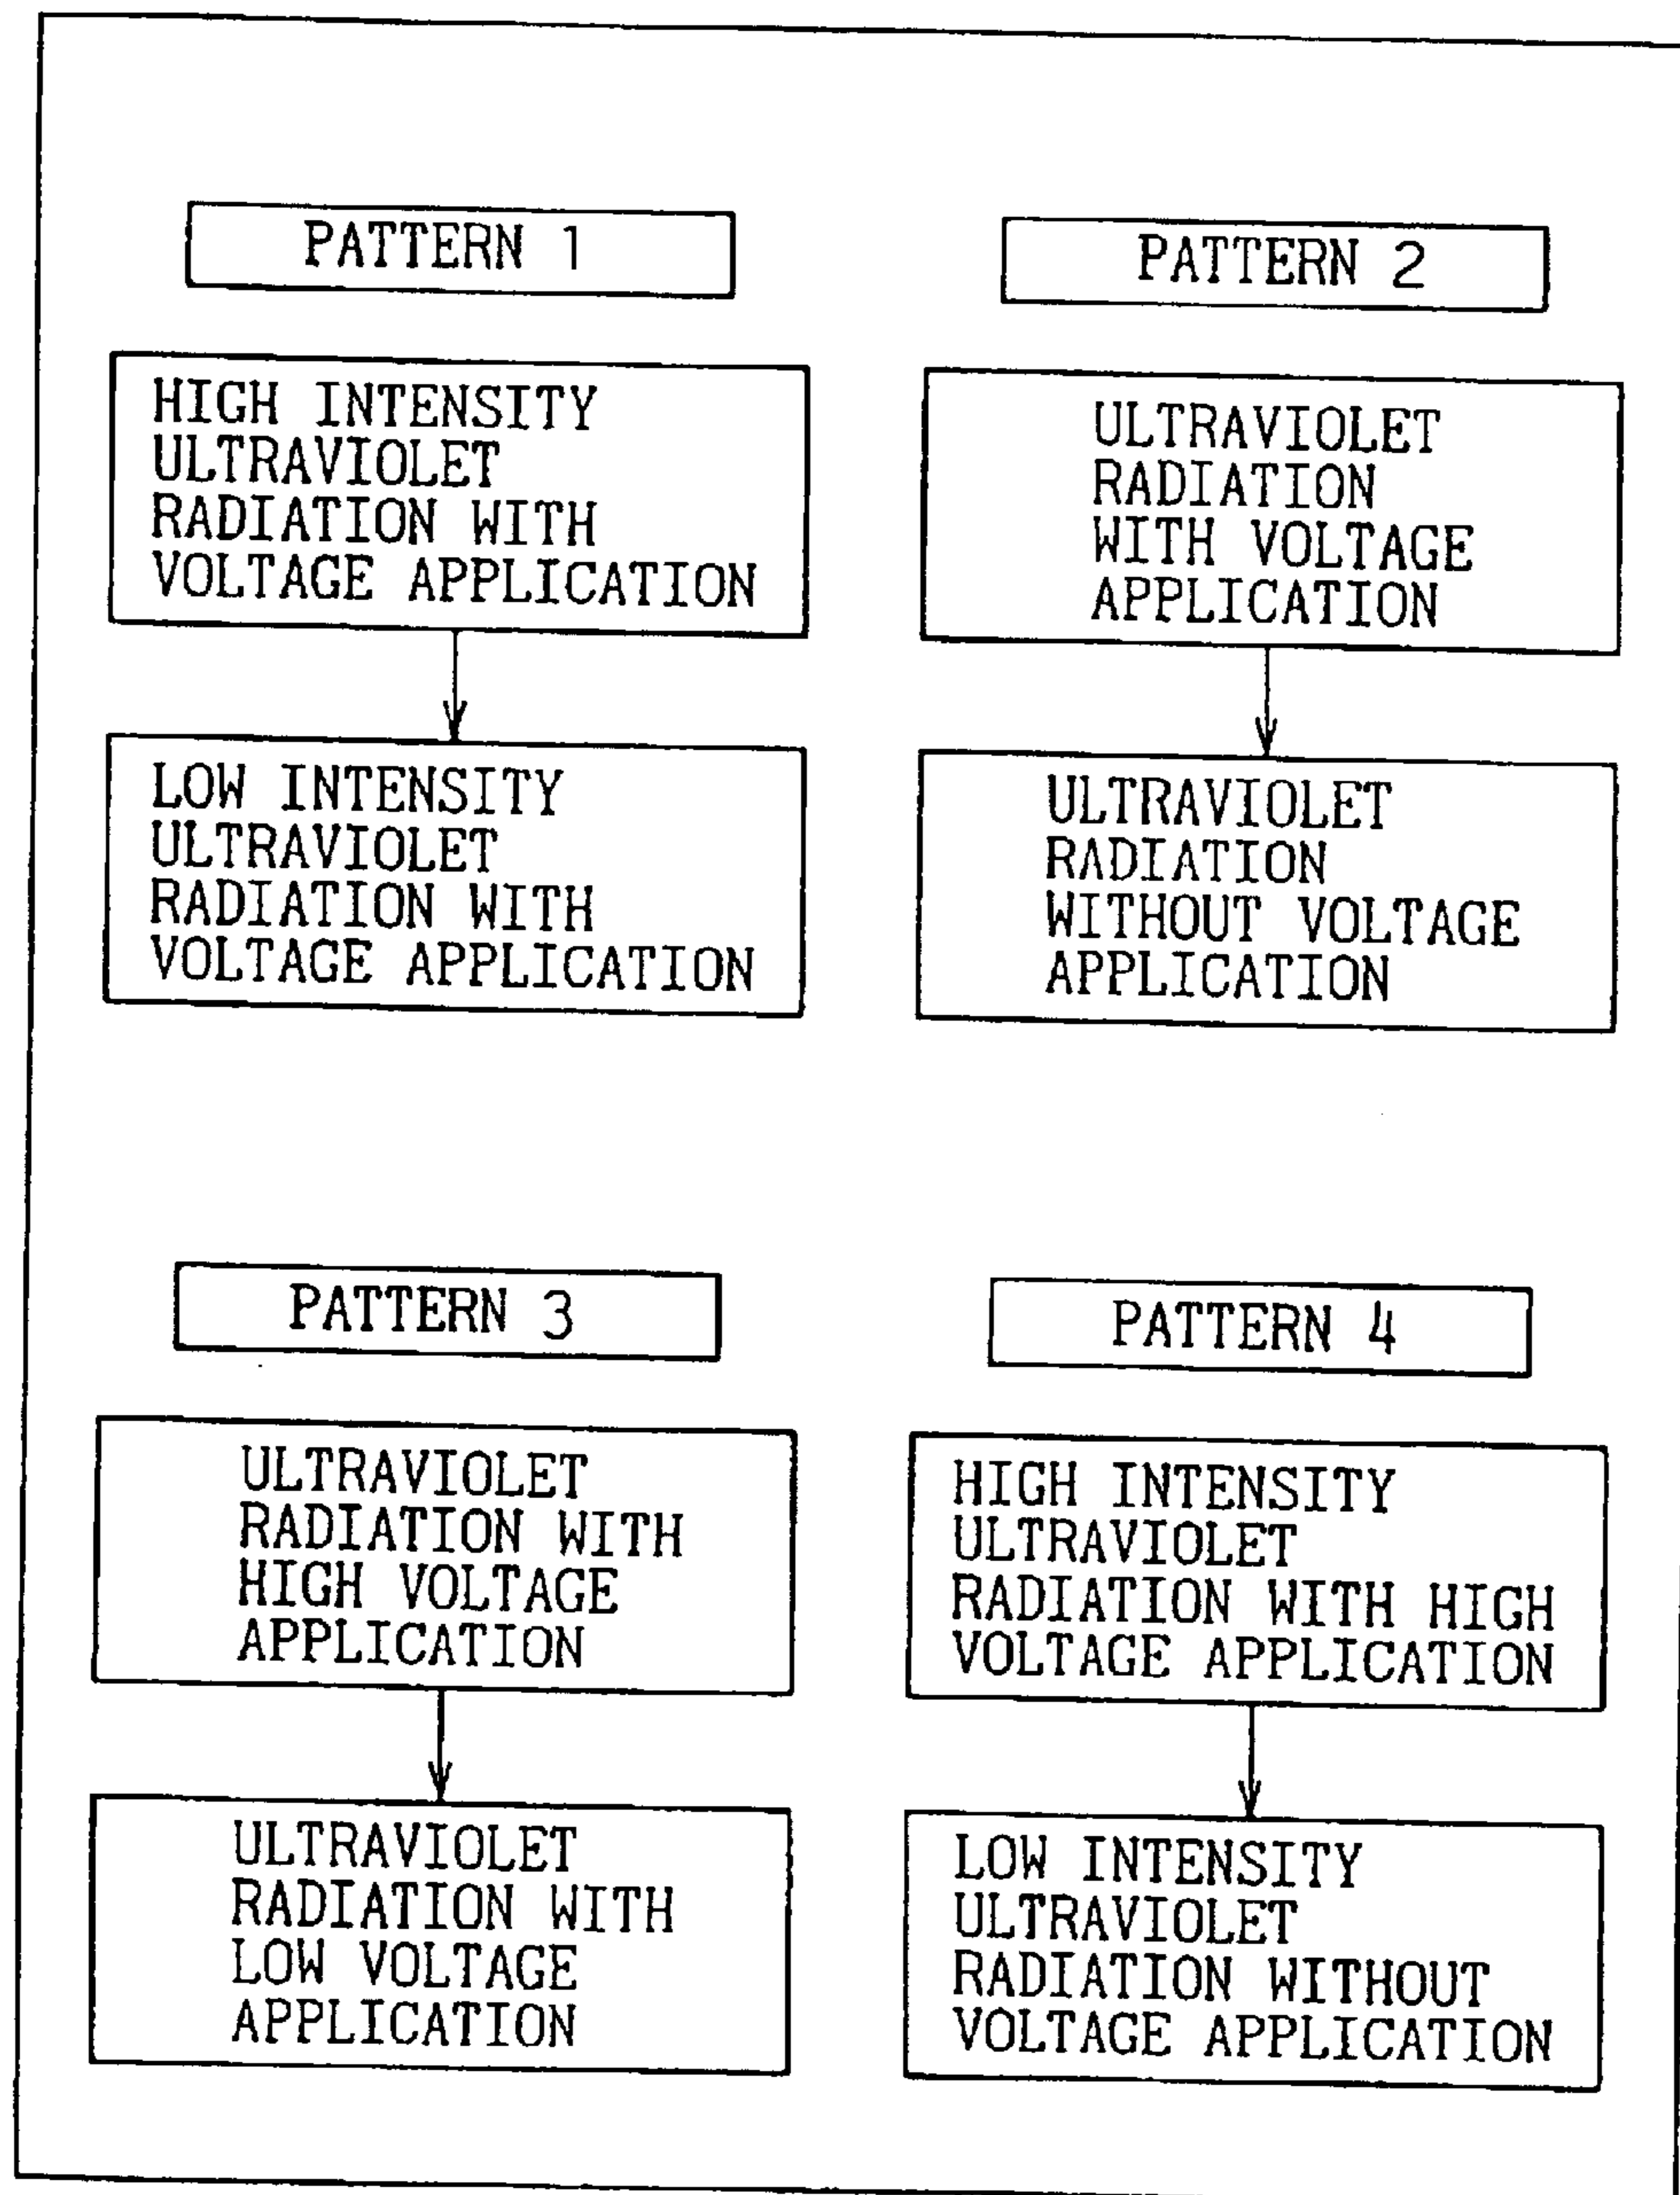 PATTERN 1
HIGH INTENSITY
ULTRAVIOLET
RADIATION WITH
VOLTAGE APPLICATION
LOW INTENSITY
ULTRAVIOLET
RADIATION WITH
VOLTAGE APPLICATION
PATTERN 2
ULTRAVIOLET
RADIATION
WITH VOLTAGE
APPLICATION
ULTRAVIOLET
RADIATION
WITHOUT VOLTAGE
APPLICATION
PATTERN 3
ULTRAVIOLET
RADIATION WITH
HIGH VOLTAGE
APPLICATION
ULTRAVIOLET
RADIATION WITH
LOW VOLTAGE
APPLICATION
PATTERN 4
HIGH INTENSITY
ULTRAVIOLET
RADIATION WITH HIGH
VOLTAGE APPLICATION
LOW INTENSITY
ULTRAVIOLET
RADIATION WITHOUT
VOLTAGE APPLICATION